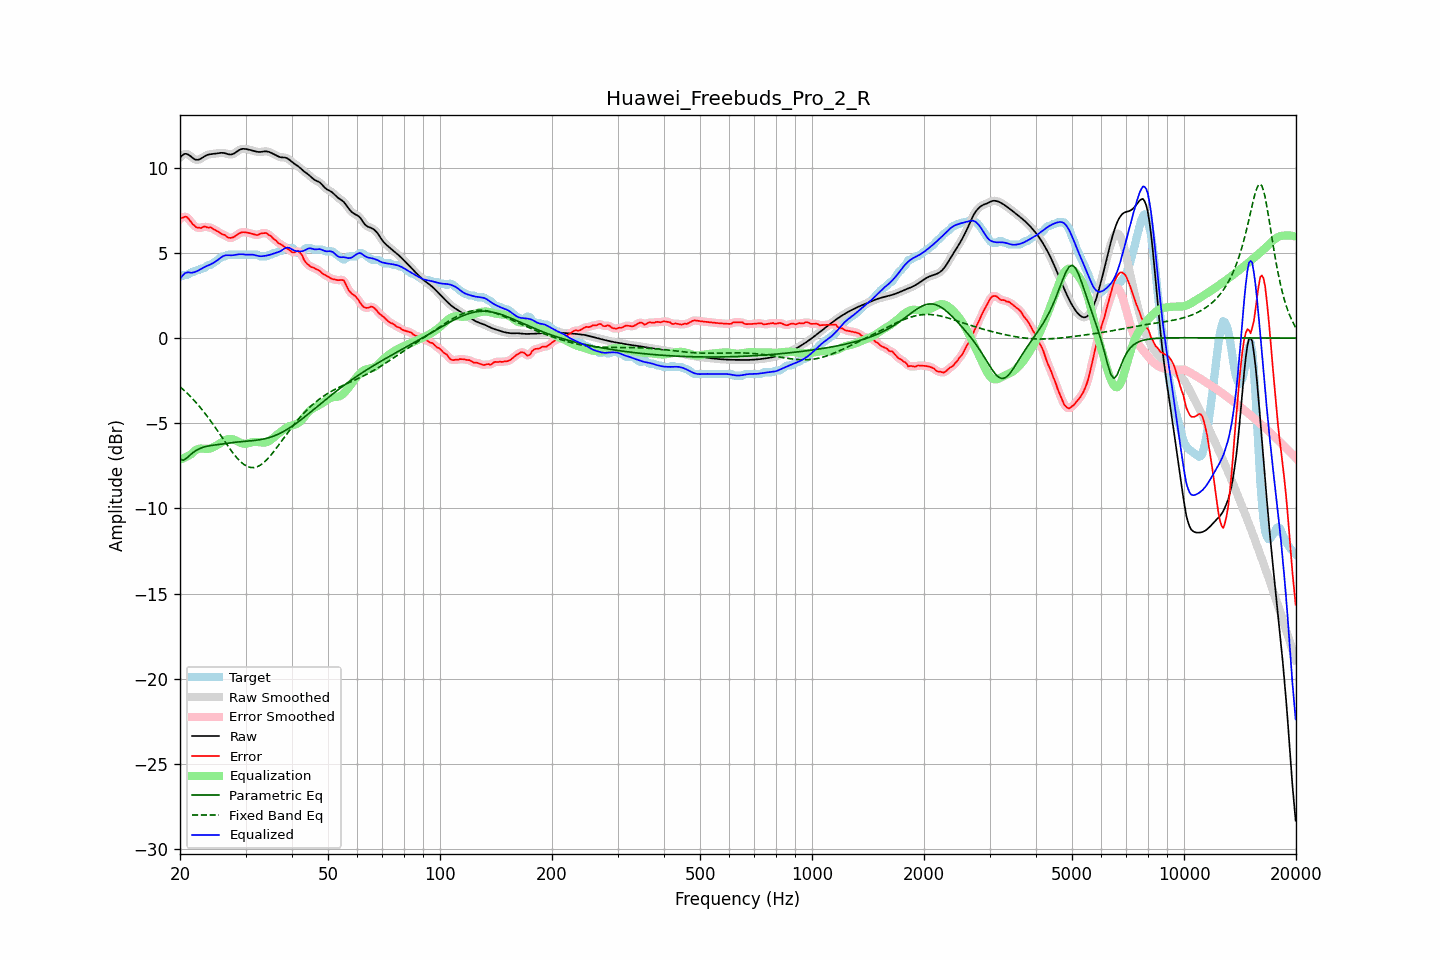 Huawei_Freebuds_Pro_2_R
Amplitude (dBr)
10
5
0
−5
−10
−15
−20
−25
−30
Target
Raw Smoothed
Error Smoothed
Raw
Error
Equalization
Parametric Eq
Fixed Band Eq
Equalized
20 50 100 200 500 1000 2000 5000 10000 20000
Frequency (Hz)